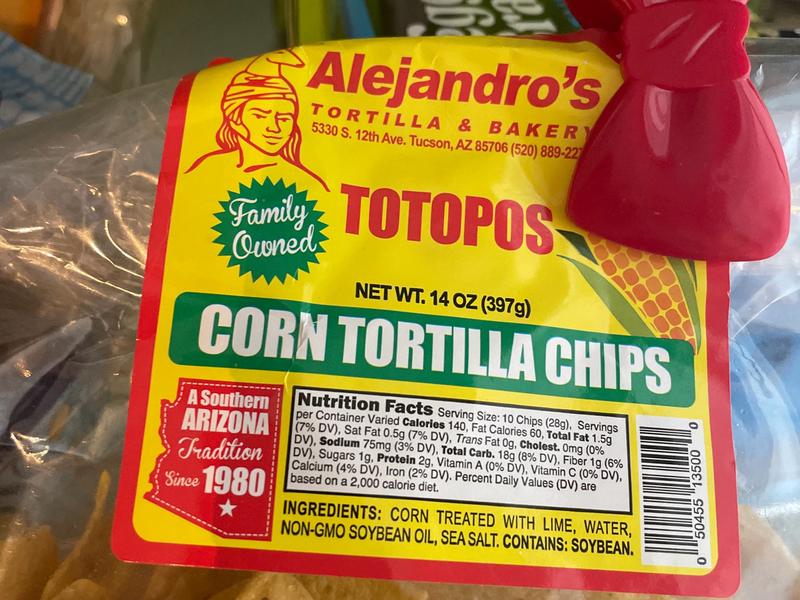 Alejandro's
TORTILLA & BAKERY
5330 S. 12th Ave. Tucson, AZ 85706 (520) 889-22
Family
Owned
TOTOPOS
NET WT. 14 OZ (397g)
CORN TORTILLA CHIPS
A Southern
ARIZONA
Tradition
Since 1980
Nutrition Facts Serving Size: 10 Chips (28g), Servings
per Container Varied Calories 140, Fat Calories 60, Total Fat 1.5g
(7% DV), Sat Fat 0.5g (7% DV), Trans Fat 0g, Cholest. 0mg (0%
DV), Sodium 75mg (3% DV), Total Carb. 18g (8% DV), Fiber 1g (6%
DV), Sugars 1g, Protein 2g, Vitamin A (0% DV), Vitamin C (0% DV),
Calcium (4% DV), Iron (2% DV). Percent Daily Values (DV) are
based on a 2,000 calorie diet.
INGREDIENTS: CORN TREATED WITH LIME, WATER,
NON-GMO SOYBEAN OIL, SEA SALT. CONTAINS: SOYBEAN.
0 50455 13500 0